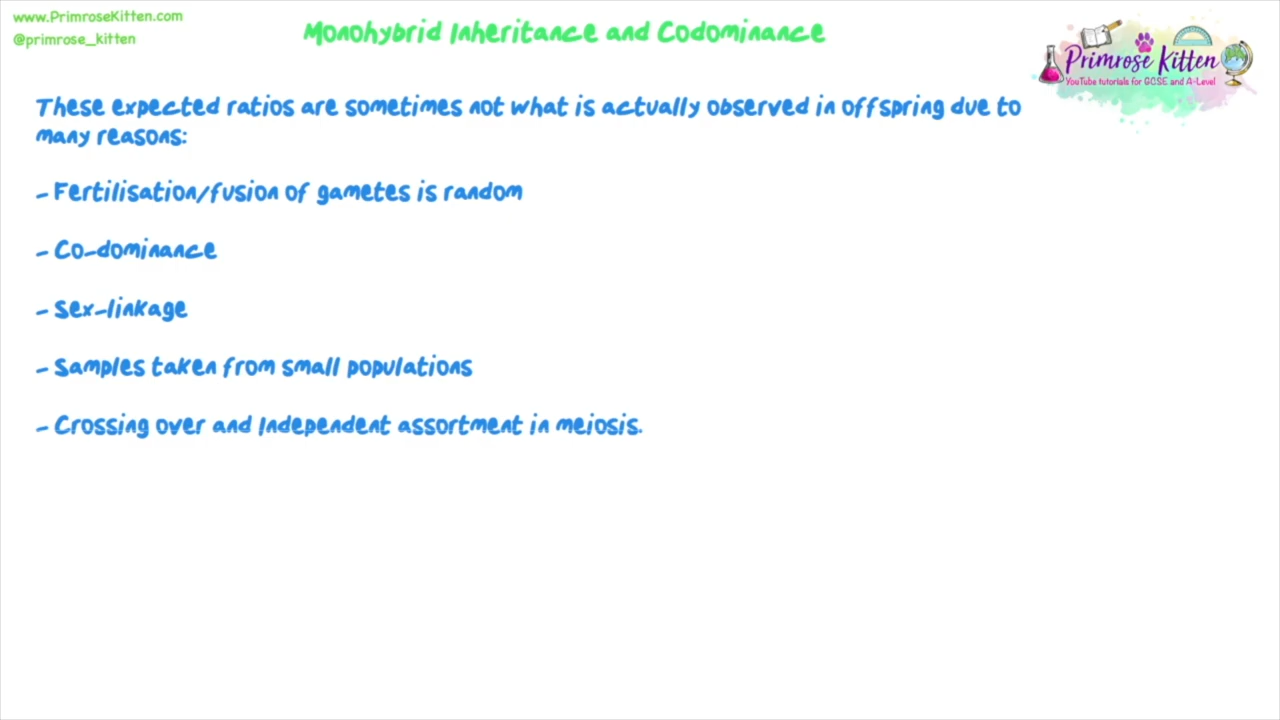 www.PrimroseKitten.com
@primrose_kitten
Monohybrid Inheritance and Codominance
Primrose Kitten
YouTube tutorials for GCSE and A-Level
These expected ratios are sometimes not what is actually observed in offspring due to
many reasons:
- Fertilisation/fusion of gametes is random
- Co-dominance
- Sex-linkage
- Samples taken from small populations
- Crossing over and Independent assortment in meiosis.